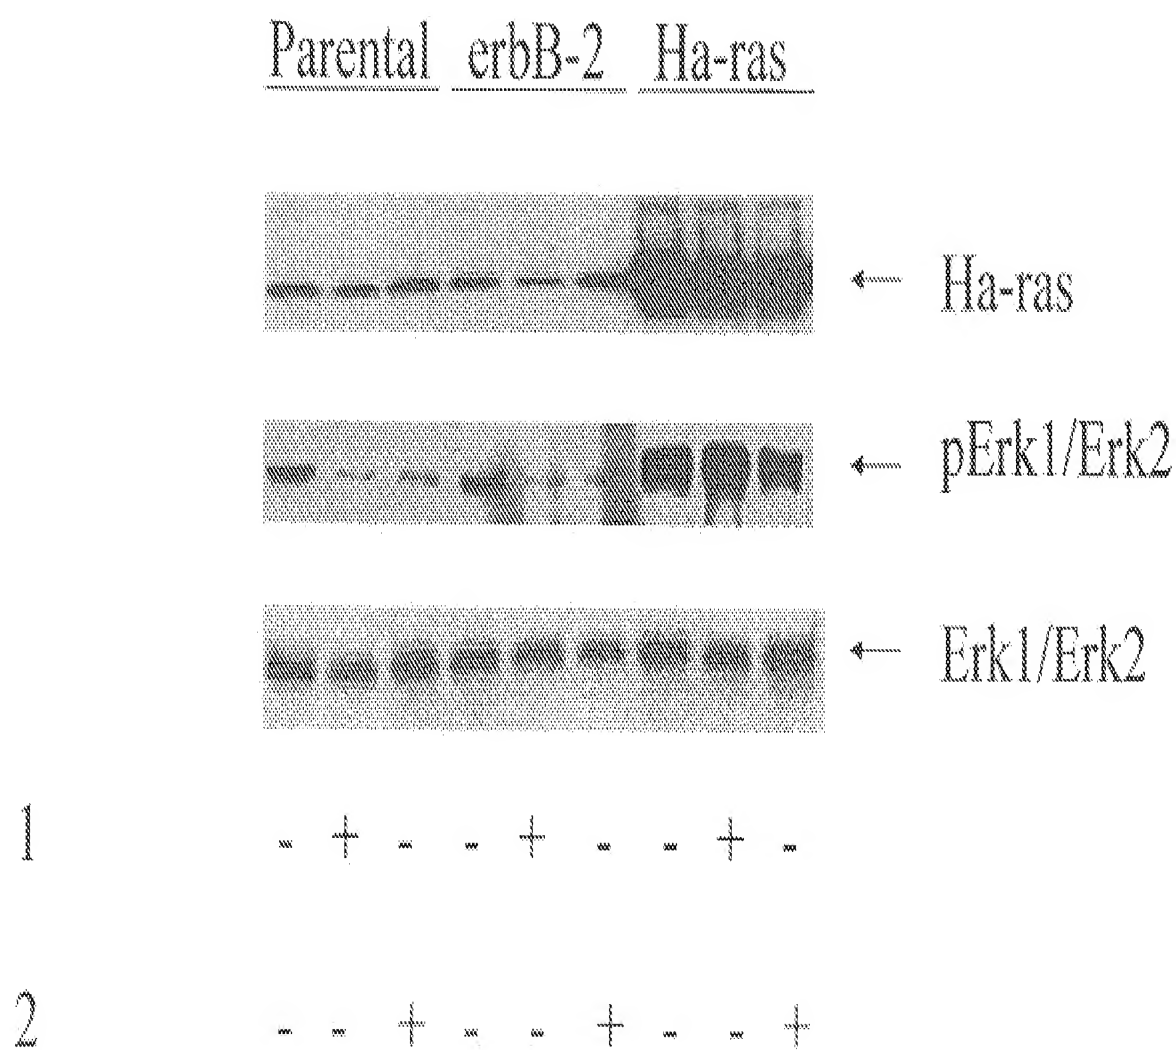 Parental erbB-2 Ha-ras
Ha-ras
pErk1/Erk2
Erk1/Erk2
1 - + - - + - - + -
2 - - + - - + - - +